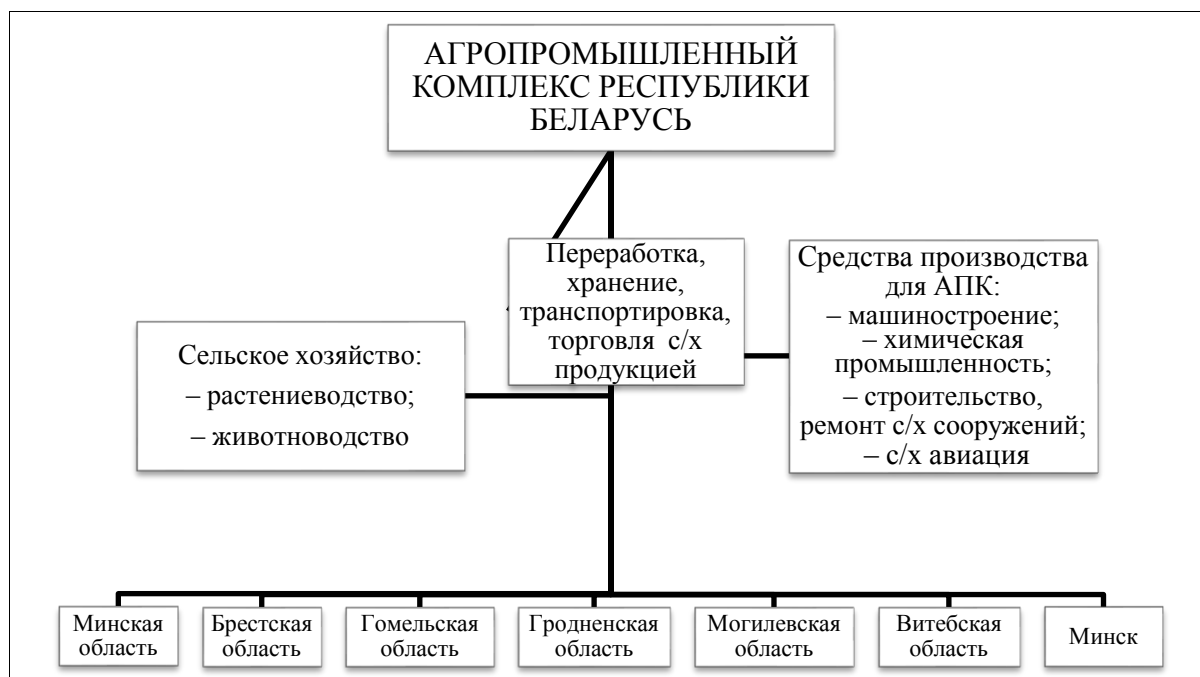 АГРОПРОМЫШЛЕННЫЙ
КОМПЛЕКС РЕСПУБЛИКИ
БЕЛАРУСЬ
Сельское хозяйство:
– растениеводство;
– животноводство
Переработка,
хранение,
транспортировка,
торговля с/х
продукцией
Средства производства
для АПК:
– машиностроение;
– химическая
промышленность;
– строительство,
ремонт с/х сооружений;
– с/х авиация
Минская
область
Брестская
область
Гомельская
область
Гродненская
область
Могилевская
область
Витебская
область
Минск